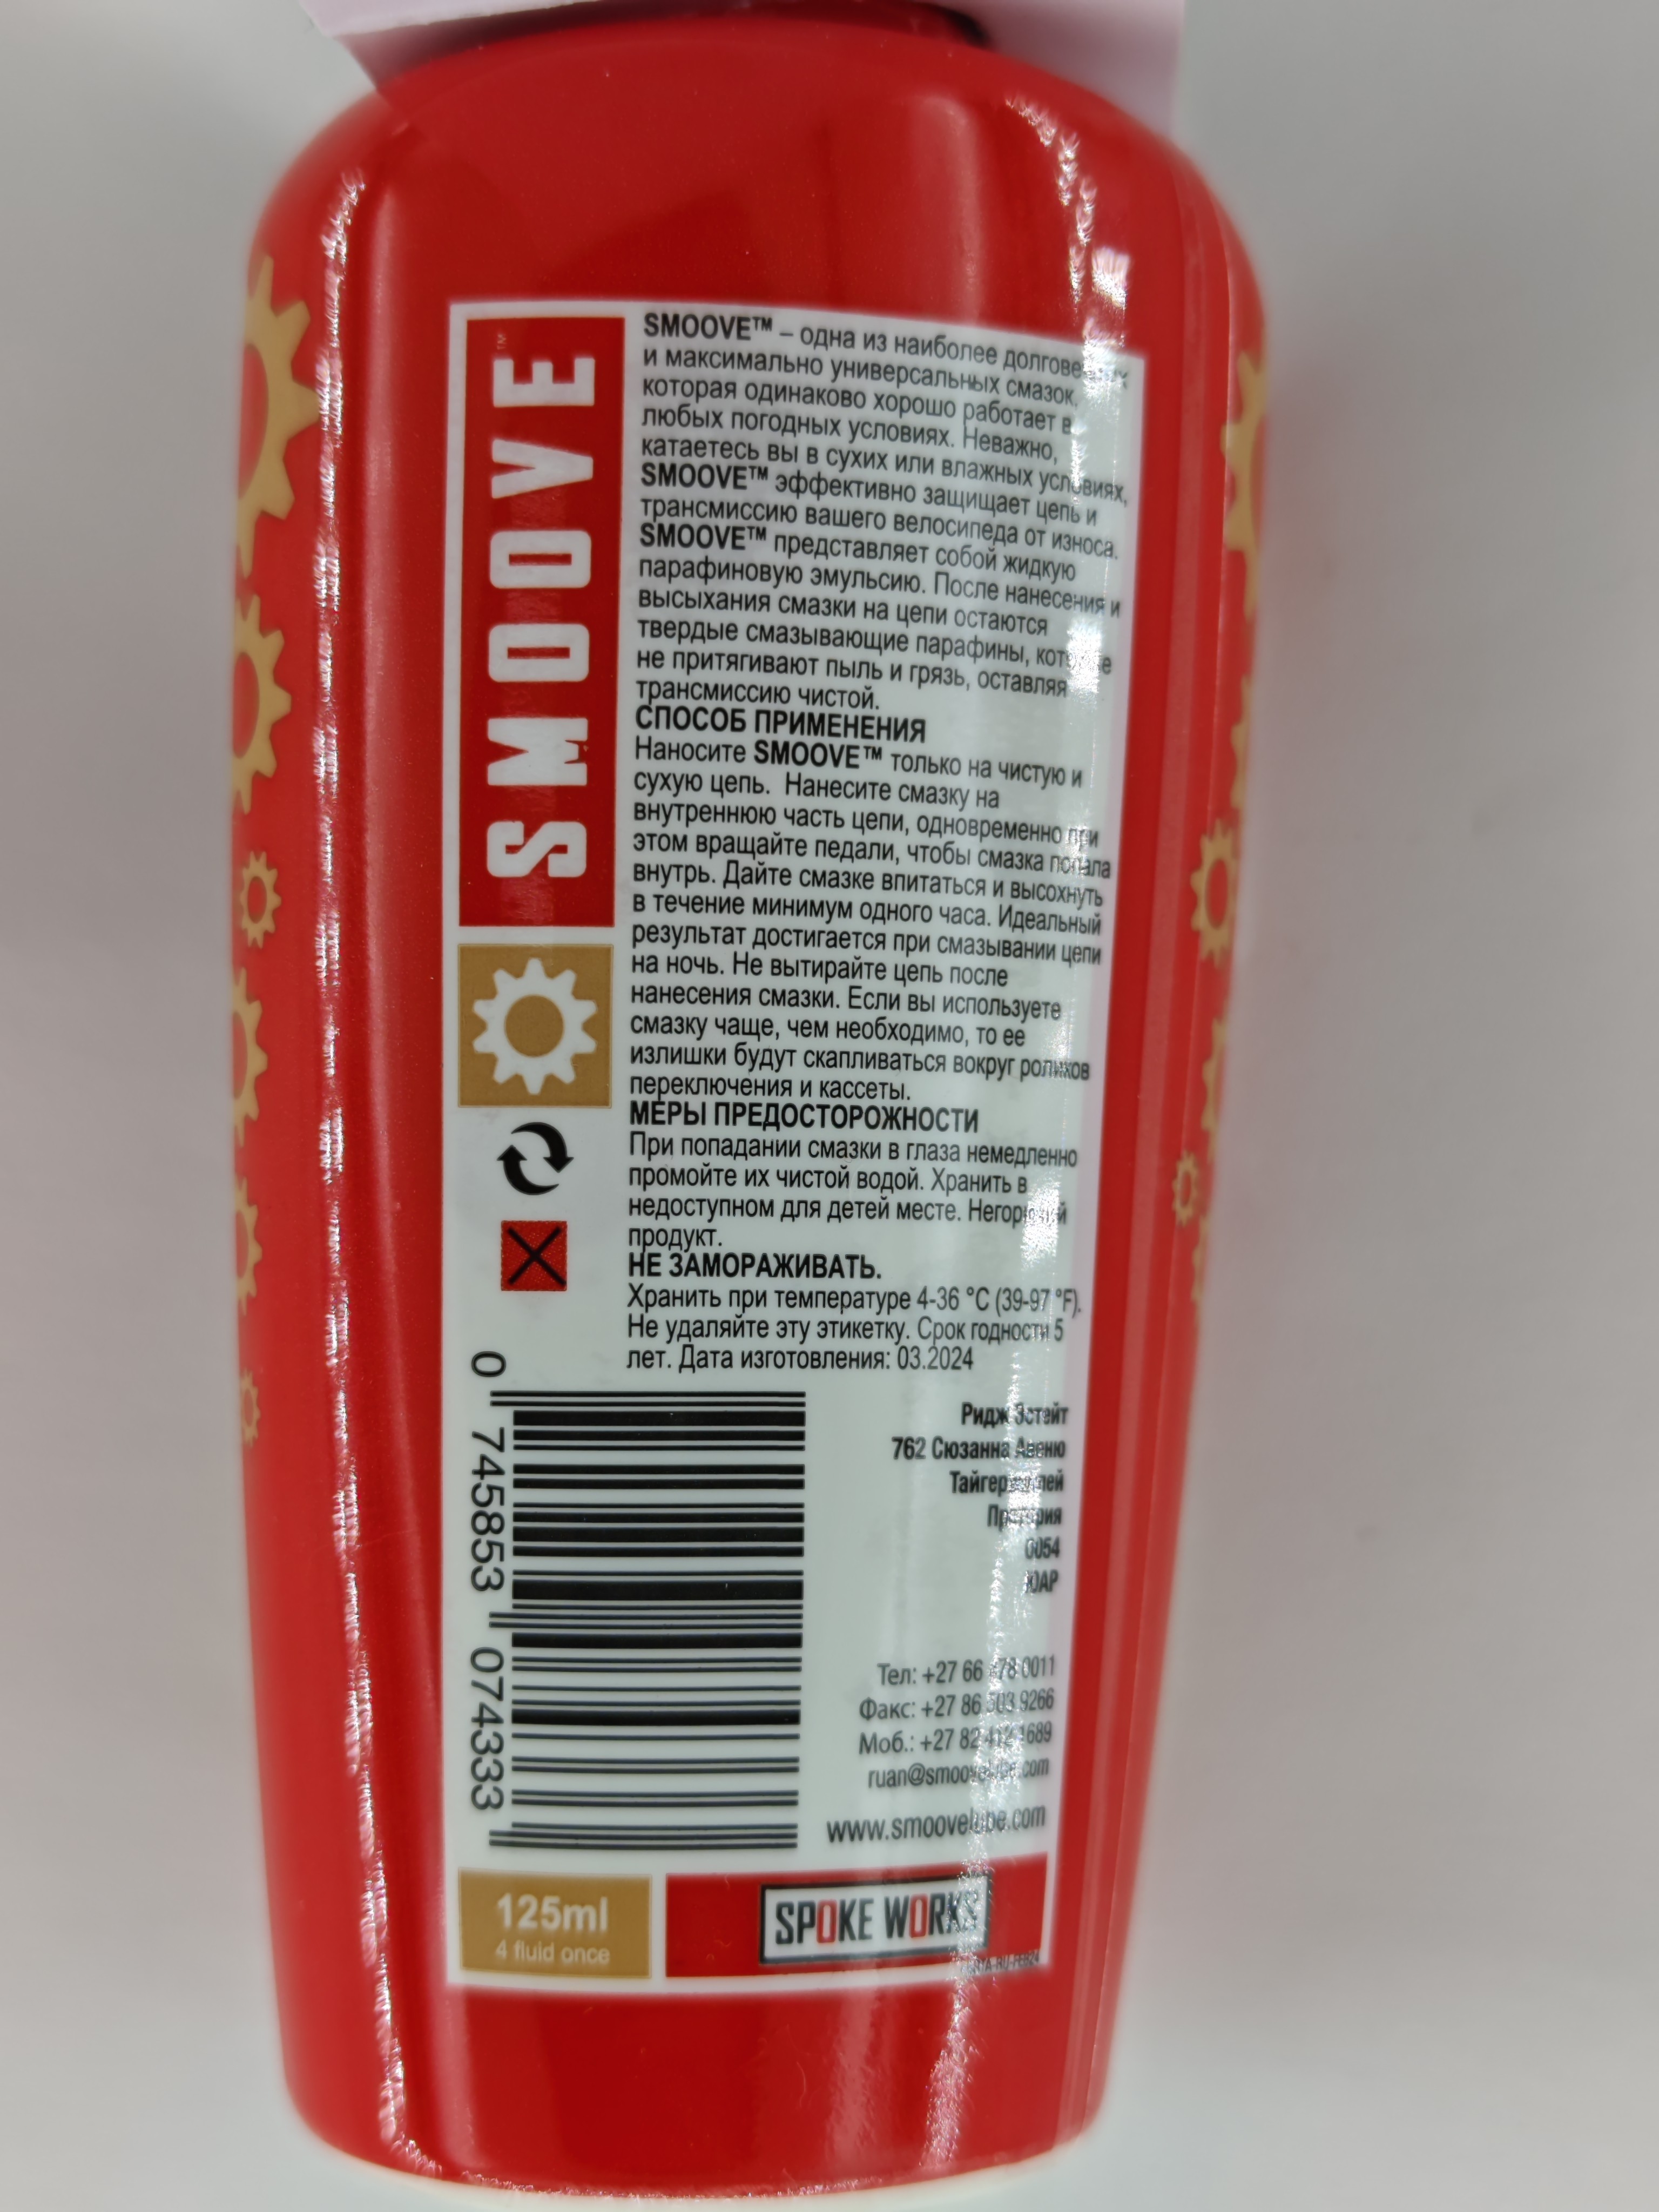 SMOOVE™
SMOOVE™ – одна из наиболее
и максимально универсальных смазок,
которая одинаково хорошо работает в
любых погодных условиях. Неважно,
катаетесь вы в сухих или влажных условиях,
SMOOVE™ эффективно защищает цепь и
трансмиссию вашего велосипеда от износа.
SMOOVE™ представляет собой жидкую
парафиновую эмульсию. После нанесения и
высыхания смазки на цепи остаются
твердые смазывающие парафины, которые
не притягивают пыль и грязь, оставляя
трансмиссию чистой.
СПОСОБ ПРИМЕНЕНИЯ
Наносите SMOOVE™ только на чистую и
сухую цепь. Нанесите смазку на
внутреннюю часть цепи, одновременно при
этом вращайте педали, чтобы смазка попала
внутрь. Дайте смазке впитаться и высохнуть
в течение минимум одного часа. Идеальный
результат достигается при смазывании цепи
на ночь. Не вытирайте цепь после
нанесения смазки. Если вы используете
смазку чаще, чем необходимо, то ее
излишки будут скапливаться вокруг роликов
переключения и кассеты.
МЕРЫ ПРЕДОСТОРОЖНОСТИ
При попадании смазки в глаза немедленно
промойте их чистой водой. Хранить в
недоступном для детей месте. Негорючий
продукт.
НЕ ЗАМОРАЖИВАТЬ.
Хранить при температуре 4-36 °C (39-97 °F).
Не удаляйте эту этикетку. Срок годности 5
лет. Дата изготовления: 03.2024
0 745853 074333
Ридж Эстейт
762 Сюзанна Авеню
Тайгер
Претория
0054
ЮАР
Тел: +27 66 0011
Факс: +27 86 9266
Моб.: +27 82 1689
ruan@smoovelube.com
www.smoovelube.com
125ml
4 fluid once
SPOKE WORKS